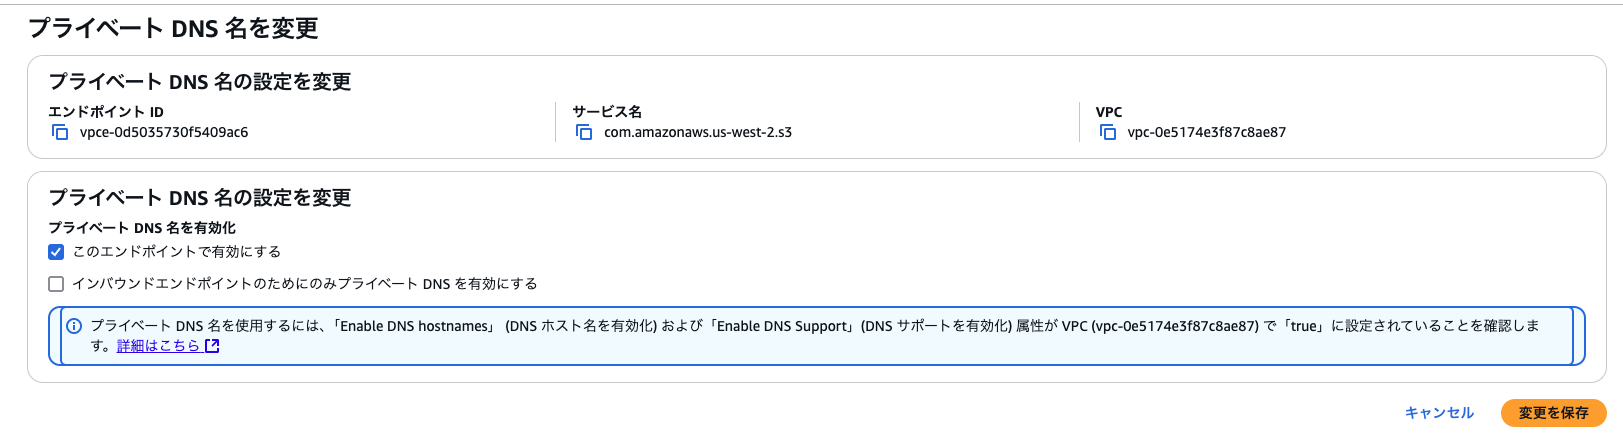 プライベート DNS 名を変更
プライベート DNS 名の設定を変更
エンドポイント ID
vpce-0d5035730f5409ac6
サービス名
com.amazonaws.us-west-2.s3
VPC
vpc-0e5174e3f87c8ae87
プライベート DNS 名の設定を変更
プライベート DNS 名を有効化
このエンドポイントで有効にする
インバウンドエンドポイントのためにのみプライベート DNS を有効にする
プライベート DNS 名を使用するには、「Enable DNS hostnames」 (DNS ホスト名を有効化) および「Enable DNS Support」(DNS サポートを有効化) 属性が VPC (vpc-0e5174e3f87c8ae87) で「true」に設定されていることを確認しま
す。詳細はこちら
キャンセル
変更を保存